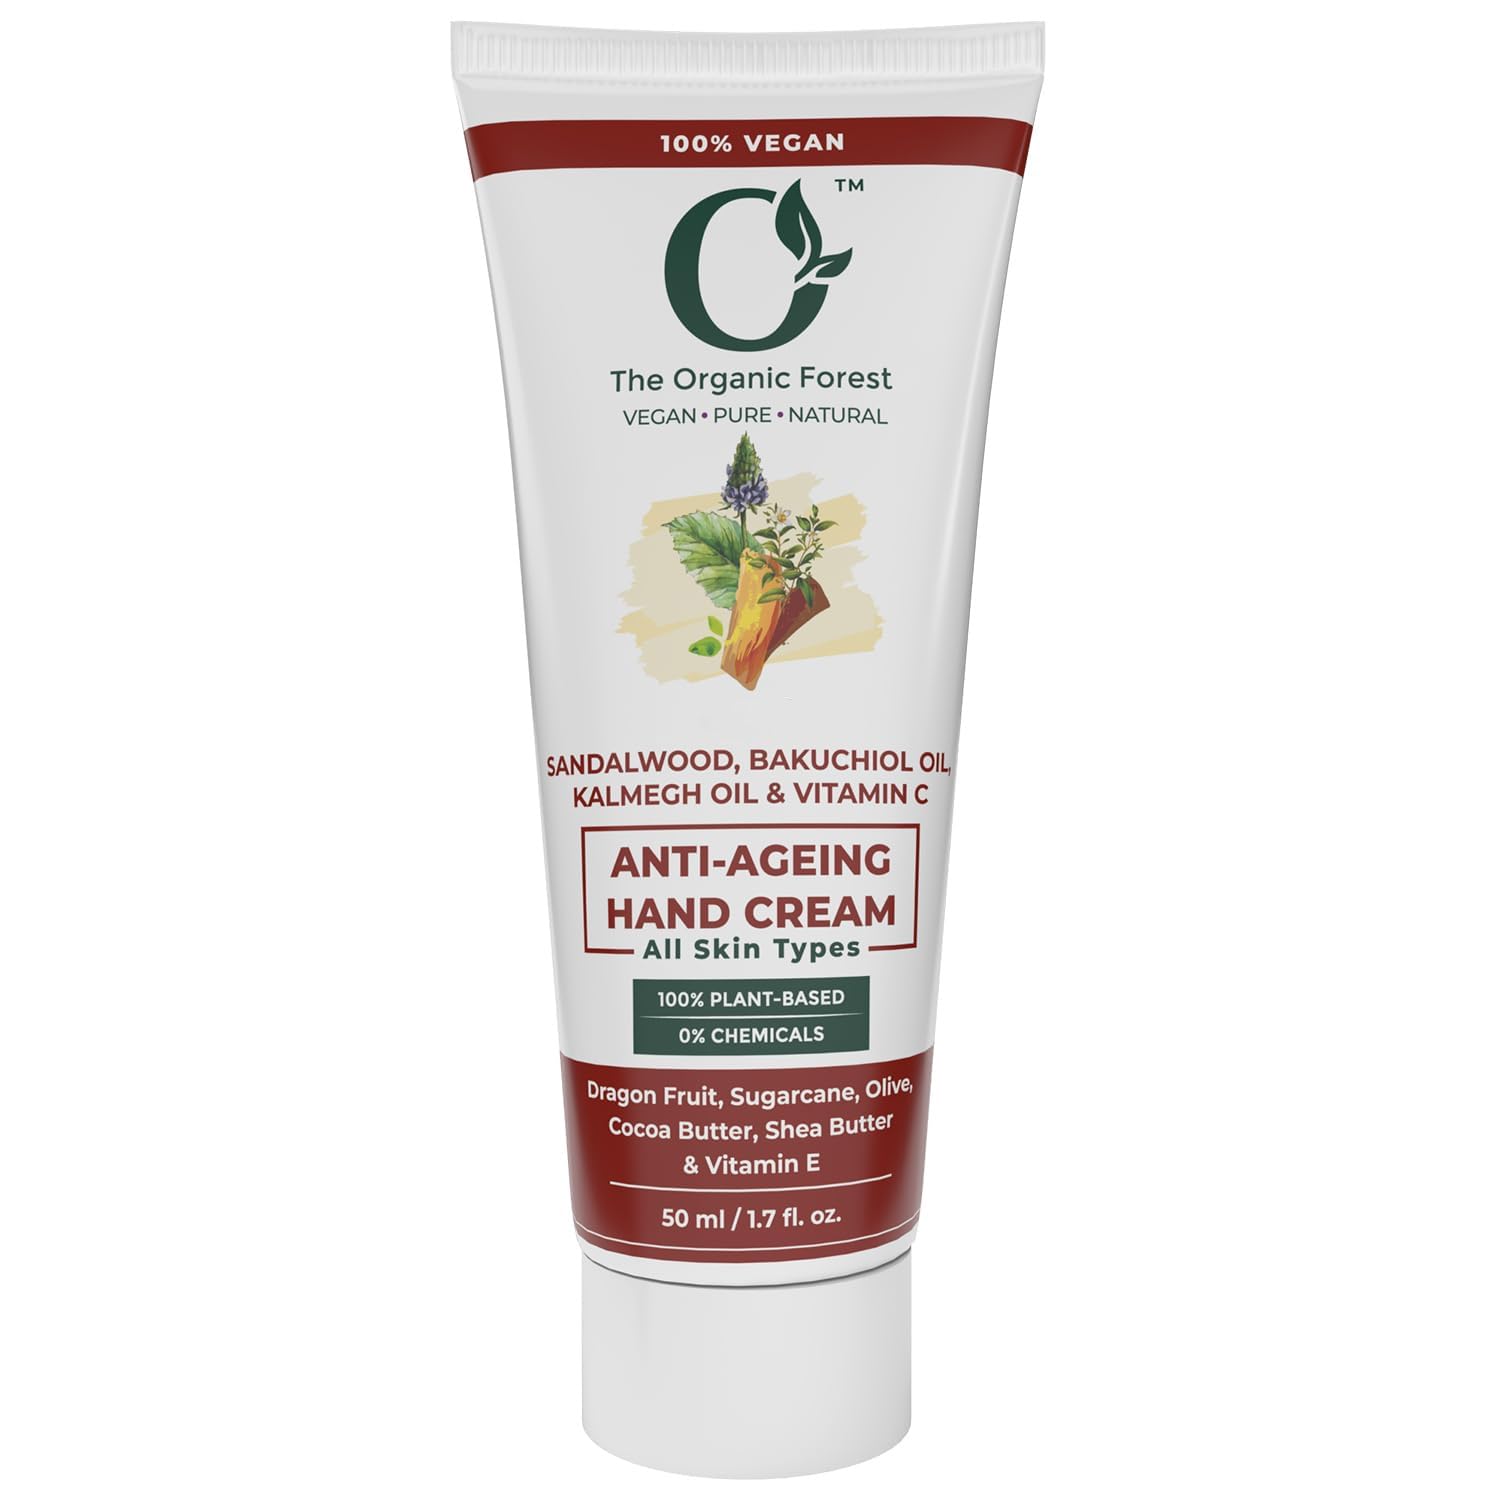 100% VEGAN
TM
The Organic Forest
VEGAN • PURE • NATURAL
SANDALWOOD, BAKUCHIOL OIL,
KALMEGH OIL & VITAMIN C
ANTI-AGEING
HAND CREAM
All Skin Types
100% PLANT-BASED
0% CHEMICALS
Dragon Fruit, Sugarcane, Olive,
Cocoa Butter, Shea Butter
& Vitamin E
50 ml / 1.7 fl. oz.